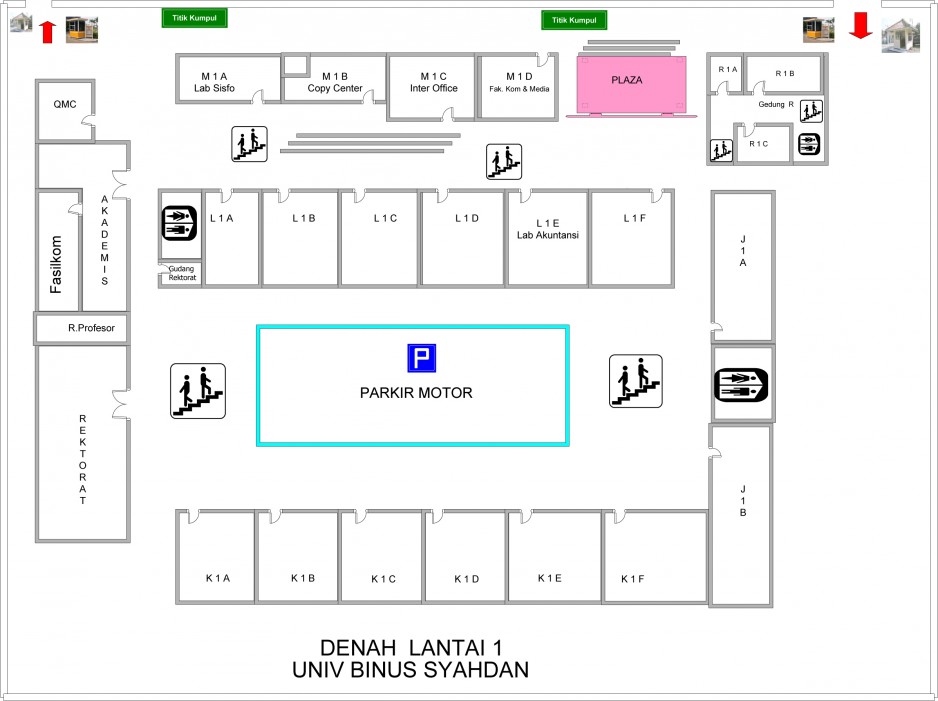 Titik Kumpul
Titik Kumpul
M 1 A
Lab Sisfo
M 1 B
Copy Center
M 1 C
Inter Office
M 1 D
Fak. Kom & Media
PLAZA
R 1 A
R 1 B
Gedung R
R 1 C
QMC
AKADEMIS
Fasilkom
R.Profesor
REKTORAT
Gudang
Rektorat
L 1 A
L 1 B
L 1 C
L 1 D
L 1 E
Lab Akuntansi
L 1 F
J1A
P
PARKIR MOTOR
J1B
K 1 A
K 1 B
K 1 C
K 1 D
K 1 E
K 1 F
DENAH LANTAI 1
UNIV BINUS SYAHDAN